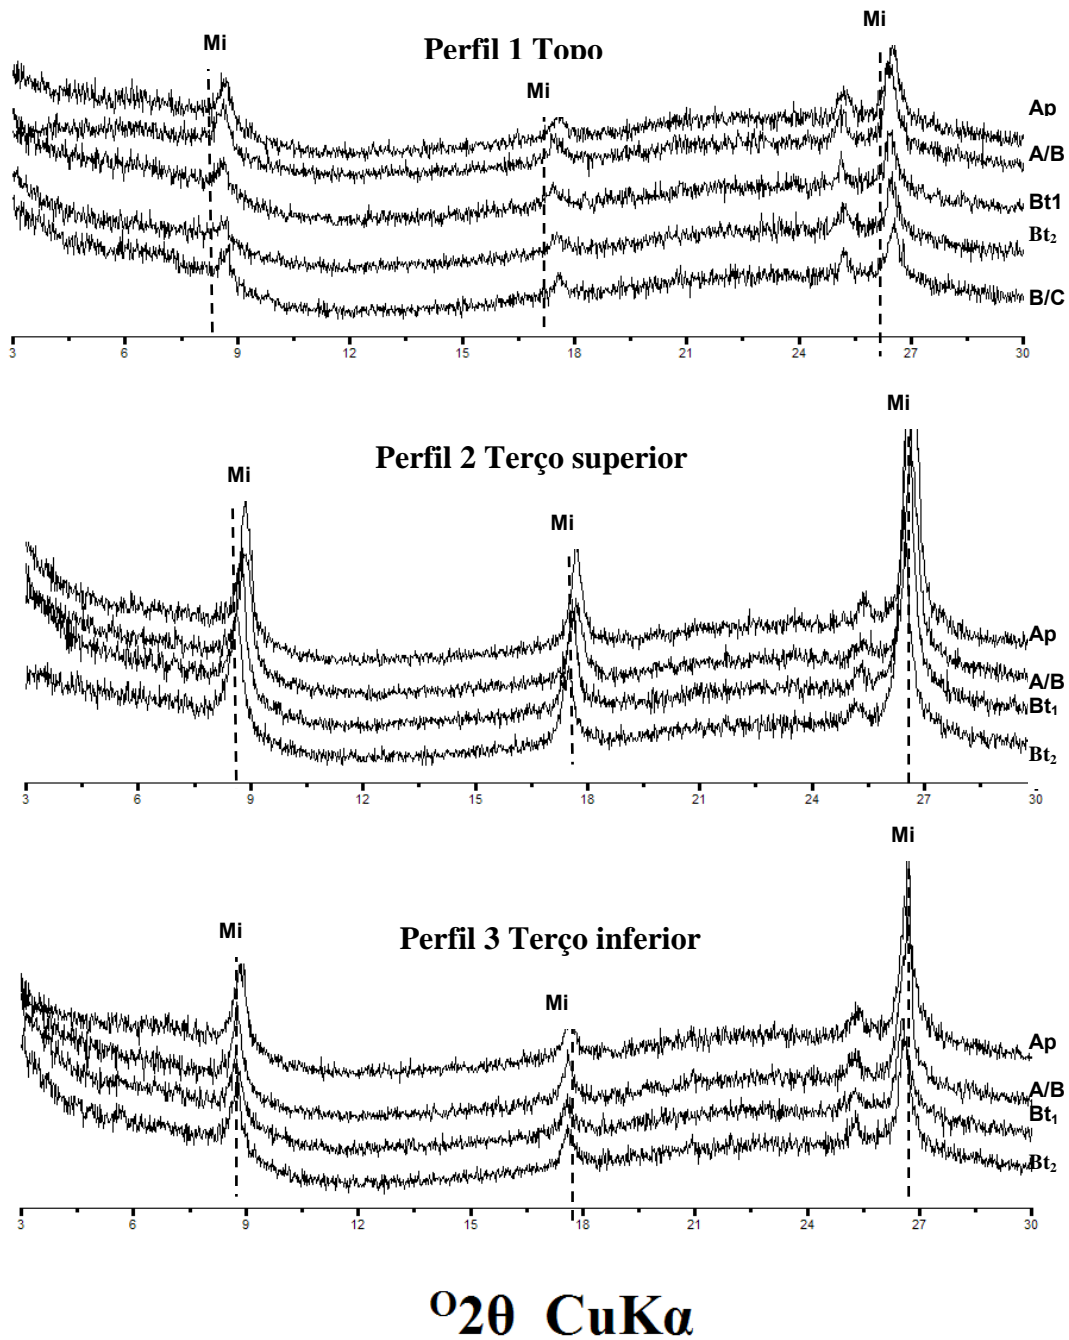 Perfil 1 Topo
Mi
Mi
Mi
Ap
A/B
Bt1
Bt₂
B/C
3 6 9 12 15 18 21 24 27 30
Perfil 2 Terço superior
Mi
Mi
Mi
Ap
A/B
Bt₁
Bt₂
3 6 9 12 15 18 21 24 27 30
Perfil 3 Terço inferior
Mi
Mi
Mi
Ap
A/B
Bt₁
Bt₂
3 6 9 12 15 18 21 24 27 30
ᴼ2θ CuKα